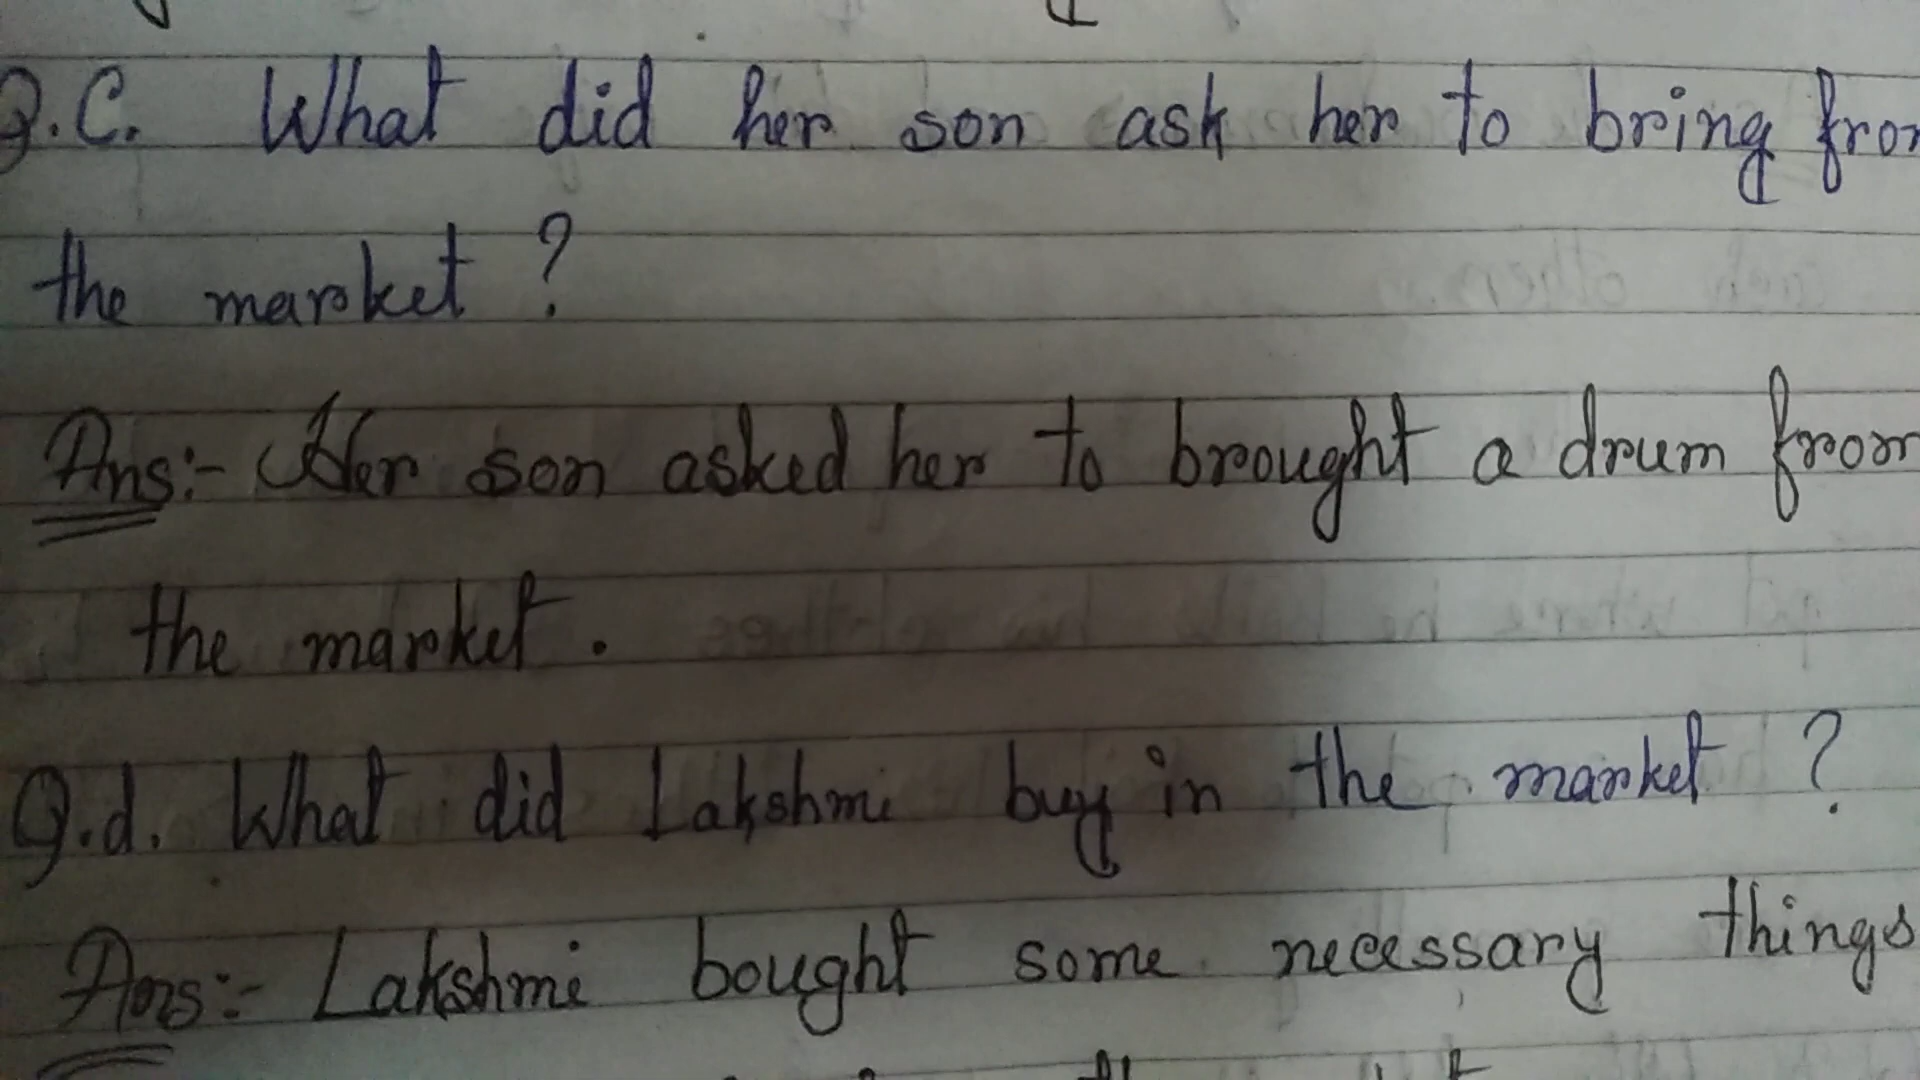 Q.C. What did her son ask her to bring from
the market ?
Ans:- Her son asked her to brought a drum from
the market .
Q.d. What did Lakshmi buy in the market ?
Ans:- Lakshmi bought some necessary things